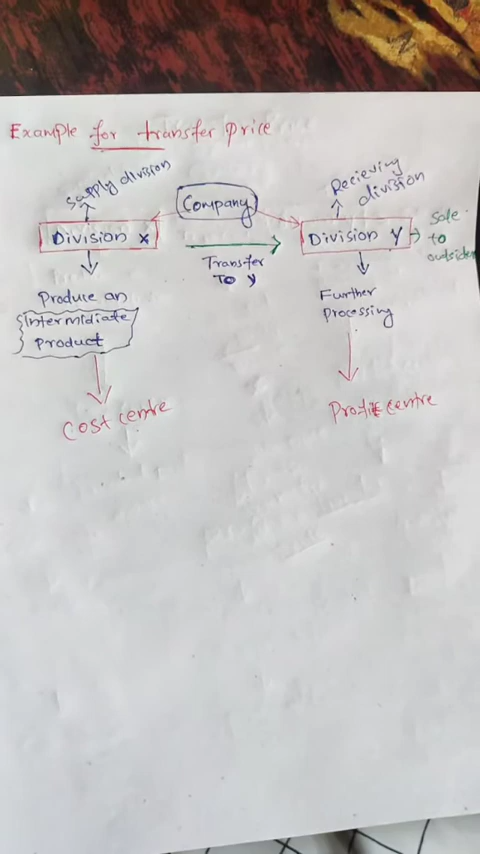 Example for transfer price
Supply division
Company
Recieving
division
Division X
Transfer
To Y
Division Y
Sale
to
outsider
Produce an
intermidiate
product
Further
processing
Cost centre
Profit centre